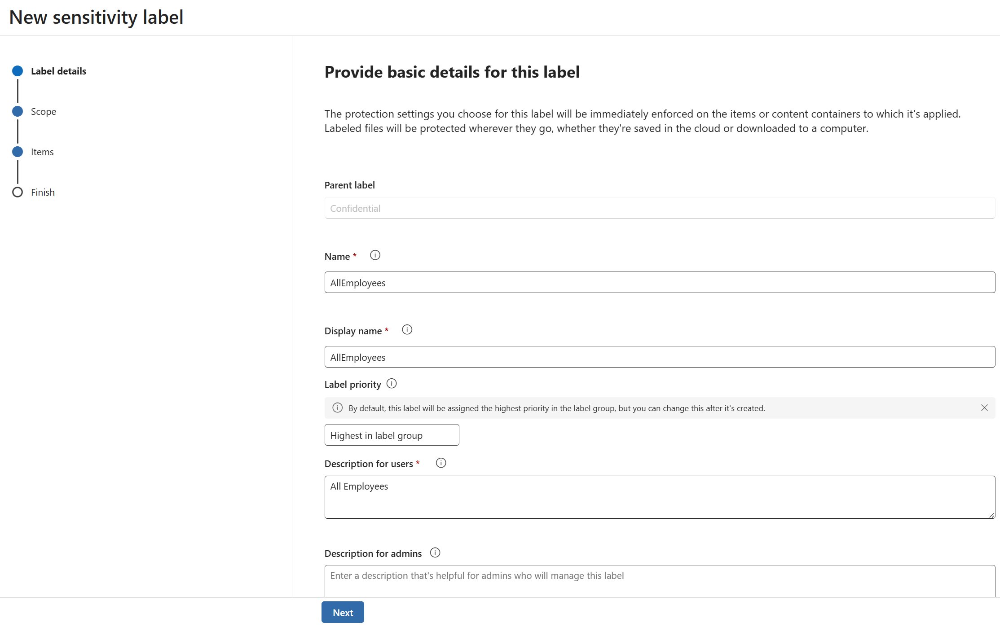 New sensitivity label
Label details
Scope
Items
Finish
Provide basic details for this label
The protection settings you choose for this label will be immediately enforced on the items or content containers to which it's applied.
Labeled files will be protected wherever they go, whether they're saved in the cloud or downloaded to a computer.
Parent label
Confidential
Name *
AllEmployees
Display name *
AllEmployees
Label priority
By default, this label will be assigned the highest priority in the label group, but you can change this after it's created.
Highest in label group
Description for users *
All Employees
Description for admins
Enter a description that's helpful for admins who will manage this label
Next